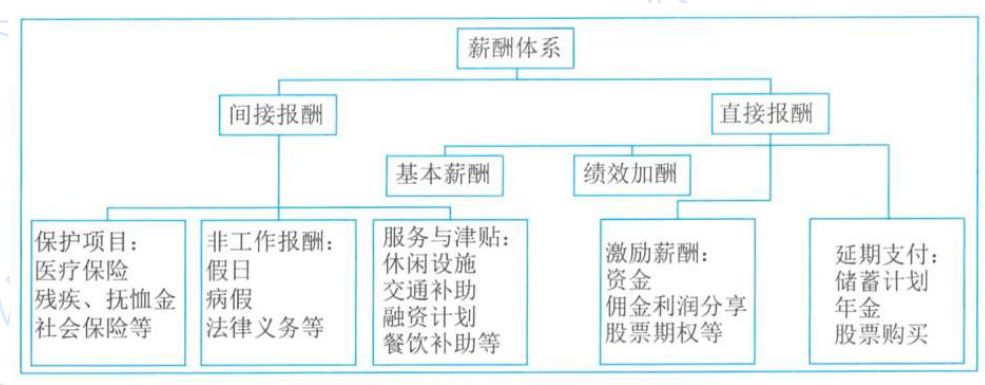 薪酬体系
间接报酬
直接报酬
基本薪酬
绩效加酬
保护项目:
医疗保险
残疾、抚恤金
社会保险等
非工作报酬:
假日
病假
法律义务等
服务与津贴:
休闲设施
交通补助
融资计划
餐饮补助等
激励薪酬:
资金
佣金利润分享
股票期权等
延期支付:
储蓄计划
年金
股票购买